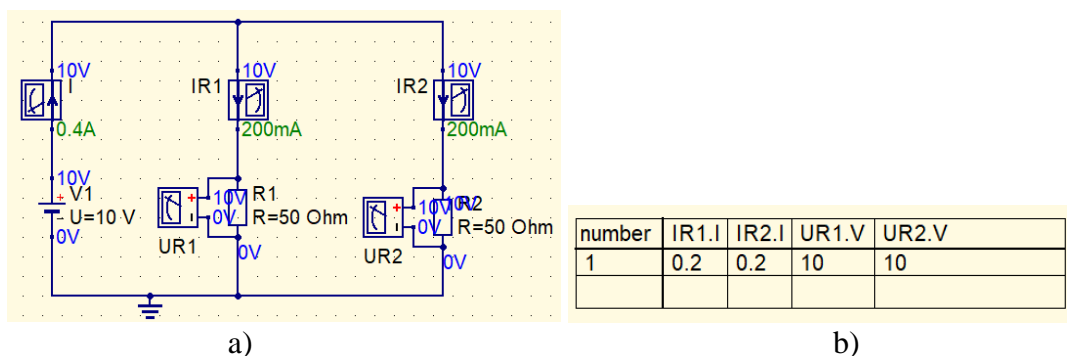 10V 10V 10V
I IR1 IR2
0.4A 200mA 200mA
10V
+ V1
- U=10 V
0V
+ 10V R1
- 0V R=50 Ohm
UR1
0V
+ 10V 0V R2
- 0V R=50 Ohm
UR2
0V
number IR1.I IR2.I UR1.V UR2.V
1 0.2 0.2 10 10
a) b)